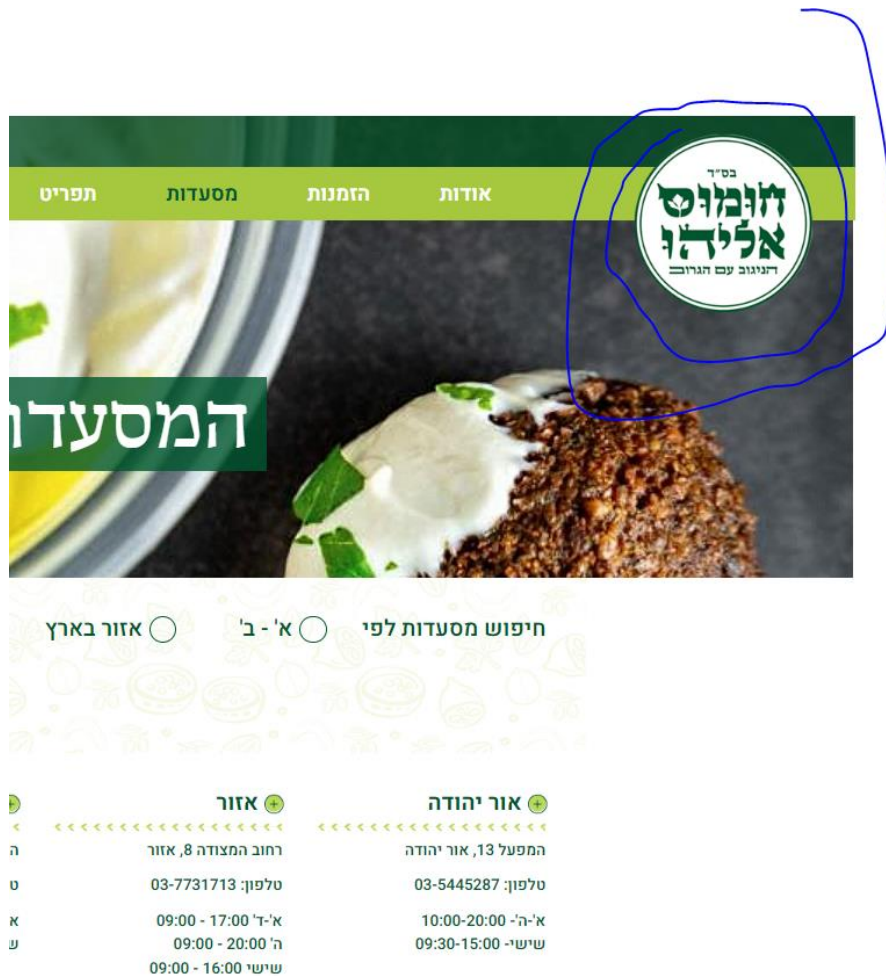 בס"ד
חומוס
אליהו
הניגוב עם הגרוב
אודות
הזמנות
מסעדות
תפריט
חיפוש מסעדות לפי
א' - ב'
אזור בארץ
אור יהודה
המפעל 13, אור יהודה
טלפון: 03-5445287
א'-ה'- 10:00-20:00
שישי- 09:30-15:00
אזור
רחוב המצודה 8, אזור
טלפון: 03-7731713
א'-ד' 17:00 - 09:00
ה' 20:00 - 09:00
שישי 16:00 - 09:00